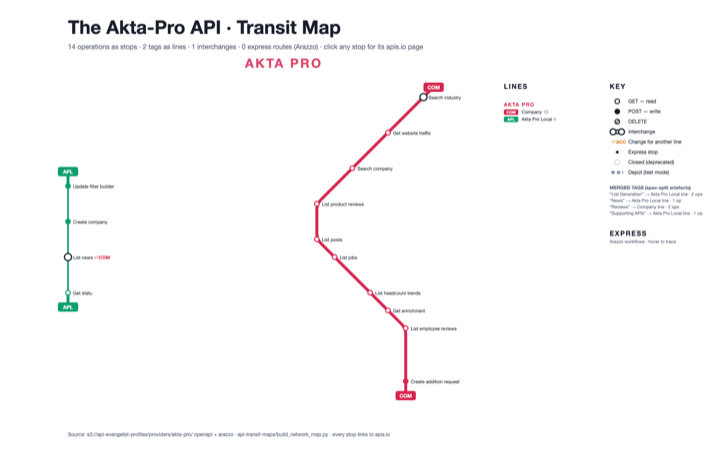 The Akta-Pro API · Transit Map
14 operations as stops · 2 tags as lines · 1 interchanges · 0 express routes (Arazzo) · click any stop for its apis.io page
AKTA PRO
COM
Search industry
Get website traffic
Search company
List product reviews
List posts
List jobs
List headcount trends
Get enrichment
List employee reviews
Create addition request
COM
APL
Update filter builder
Create company
List news ⇄COM
Get statu
APL
LINES
AKTA PRO
COM Company 10
APL Akta Pro Local 4
KEY
GET — read
POST — write
DELETE
Interchange
⇄ACC Change for another line
Express stop
Closed (deprecated)
Depot (test mode)
MERGED TAGS (spec-split artefacts)
"List Generation" → Akta Pro Local line · 2 ops
"News" → Akta Pro Local line · 1 op
"Reviews" → Company line · 2 ops
"Supporting APIs" → Akta Pro Local line · 1 op
EXPRESS
Arazzo workflows · hover to trace
Source: s3://api-evangelist-profiles/providers/akta-pro/ openapi + arazzo · api-transit-maps/build_network_map.py · every stop links to apis.io